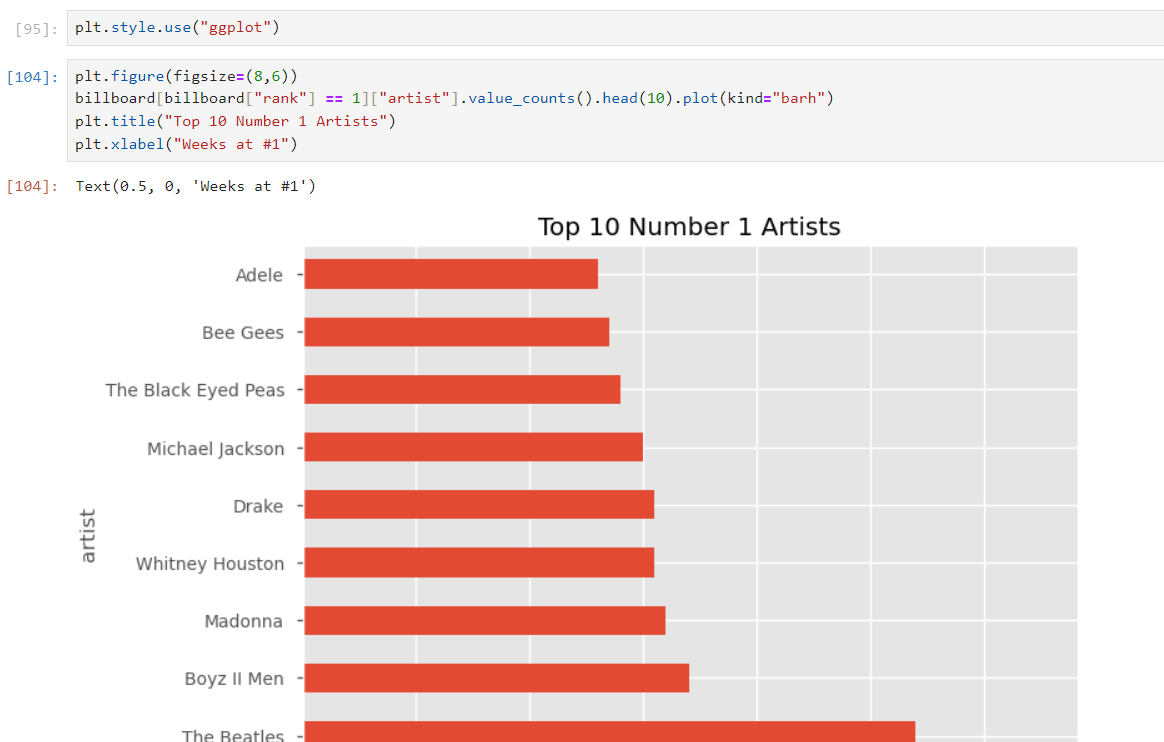 [95]: plt.style.use("ggplot")
[104]: plt.figure(figsize=(8,6))
billboard[billboard["rank"] == 1]["artist"].value_counts().head(10).plot(kind="barh")
plt.title("Top 10 Number 1 Artists")
plt.xlabel("Weeks at #1")
[104]: Text(0.5, 0, 'Weeks at #1')
Top 10 Number 1 Artists
Adele
Bee Gees
The Black Eyed Peas
Michael Jackson
Drake
artist
Whitney Houston
Madonna
Boyz II Men
The Beatles